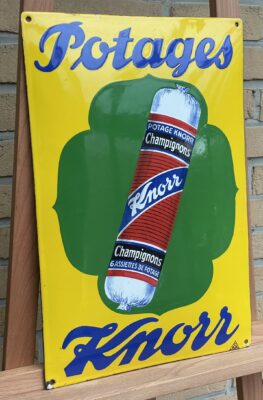 Potages
POTAGE KNORR
Champignons
Knorr
Champignons
6 ASSIETTES DE POTAGE
Knorr